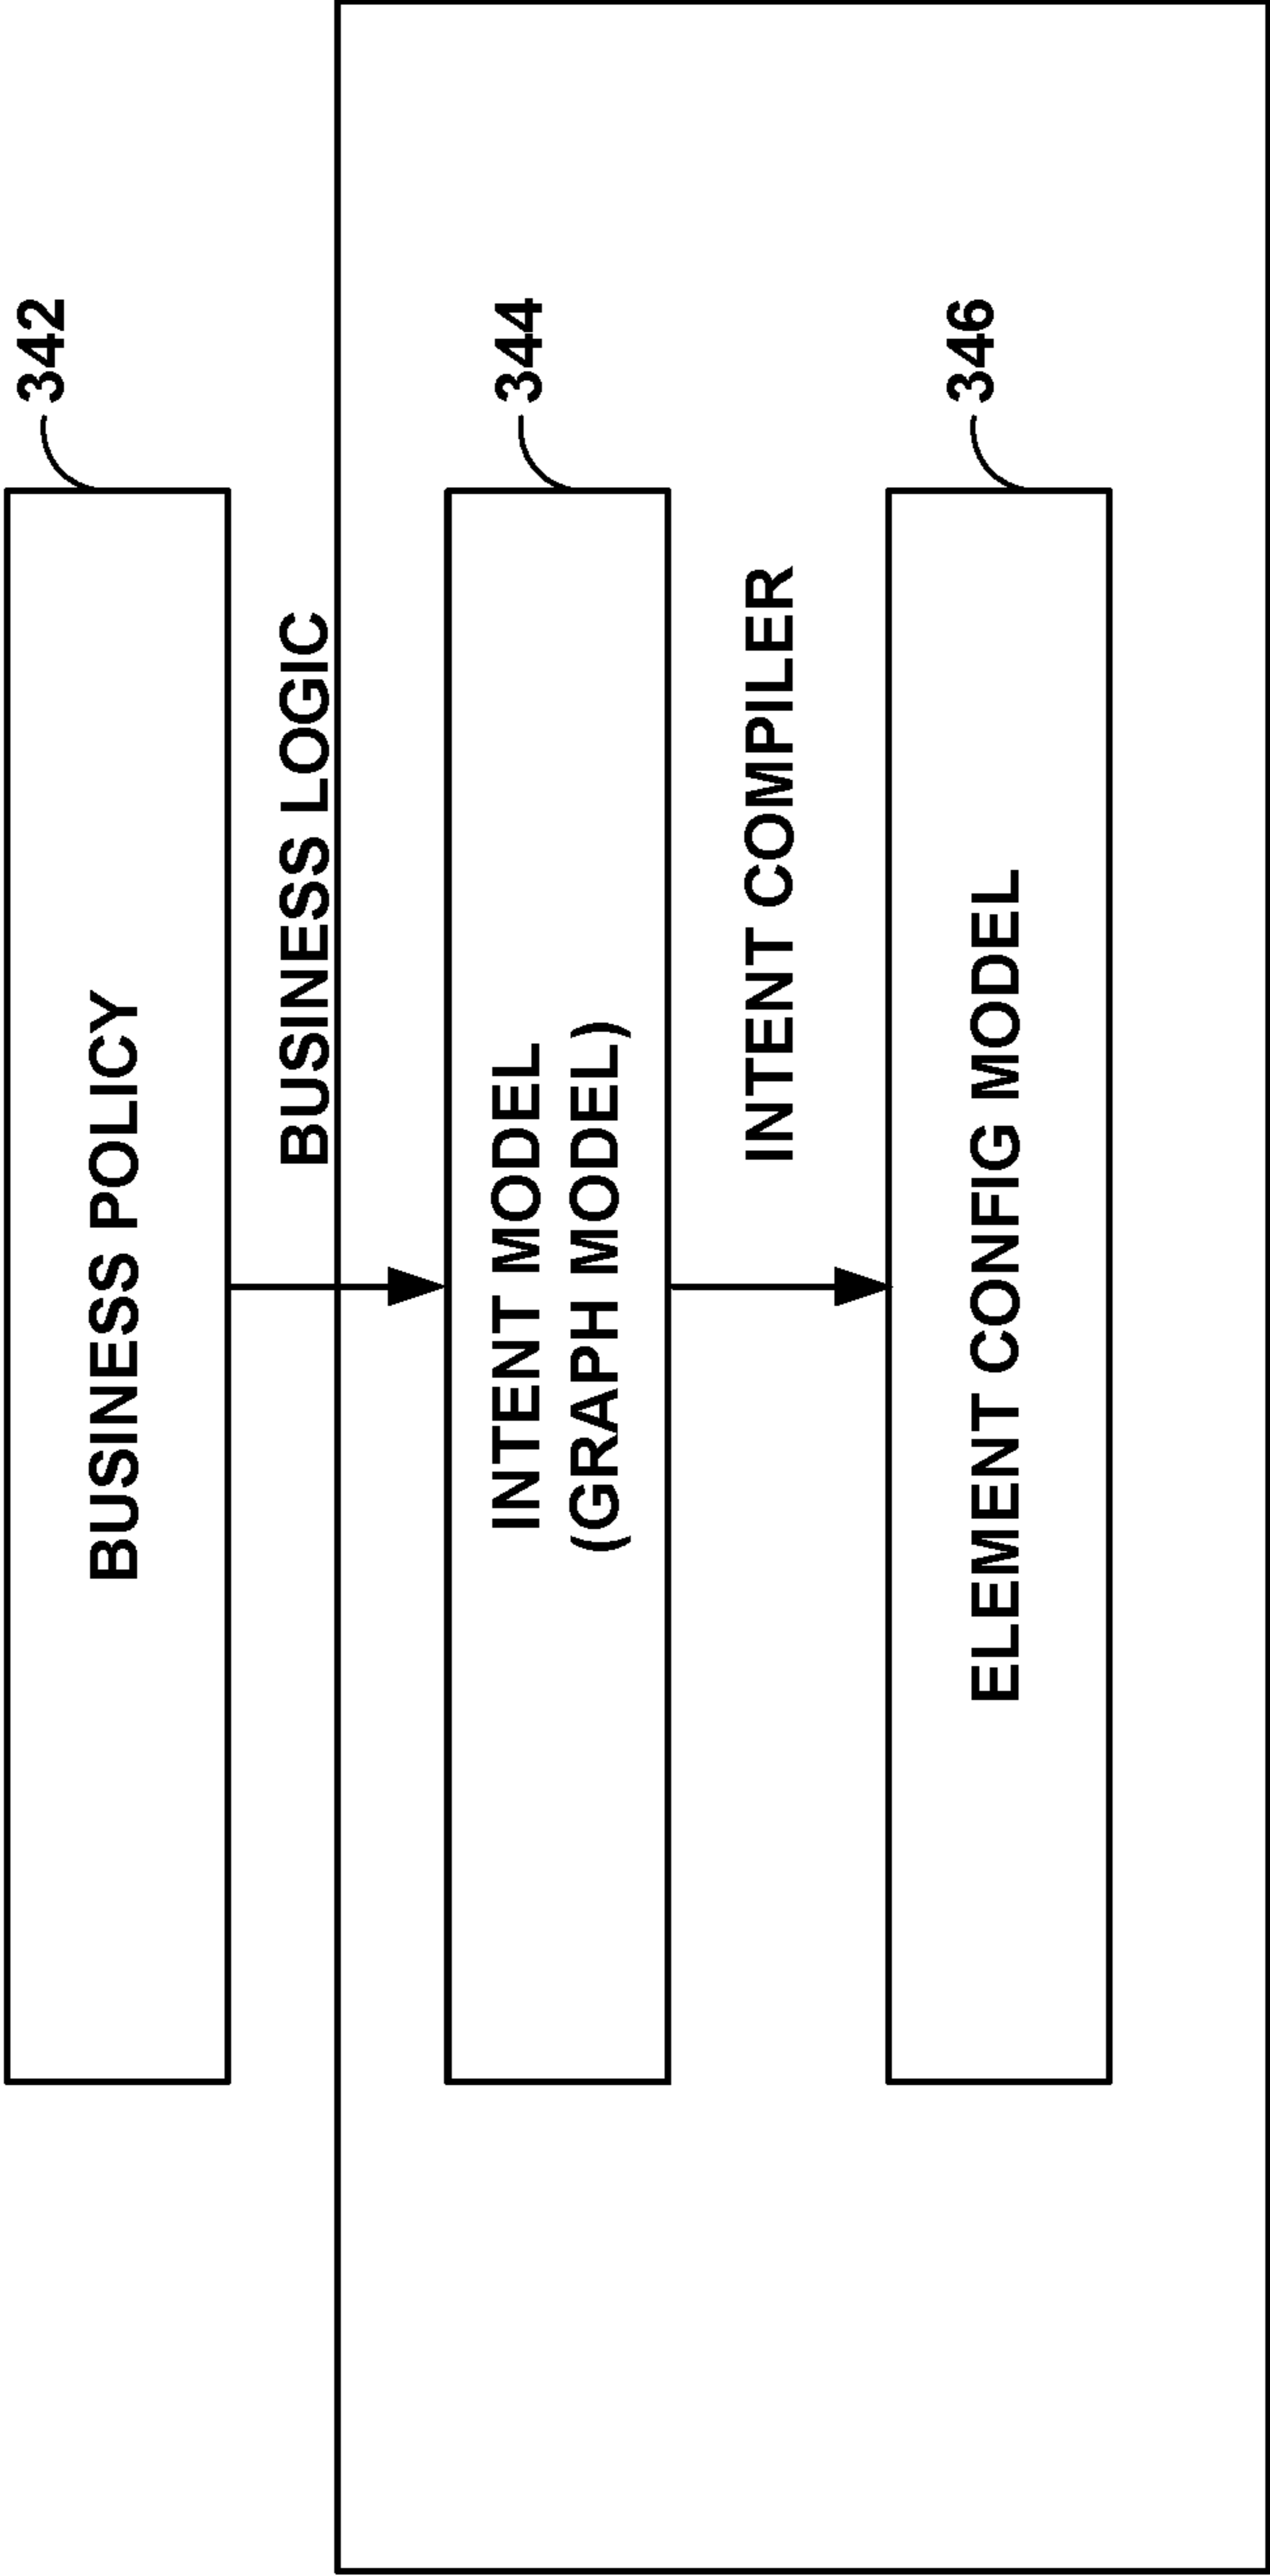 342
BUSINESS POLICY
BUSINESS LOGIC
344
INTENT MODEL
(GRAPH MODEL)
INTENT COMPILER
346
ELEMENT CONFIG MODEL